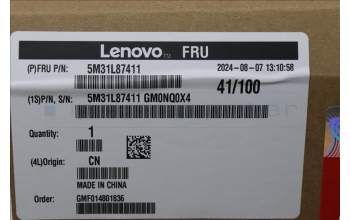 Lenovo™ FRU
(P)FRU P/N: 5M31L87411 2024-08-07 13:10:58
41/100
(1S)P/N, S/N: 5M31L87411 GM0NQ0X4
Quantity: 1
(4L)Origin: CN
MADE IN CHINA
Order: GMF014801836